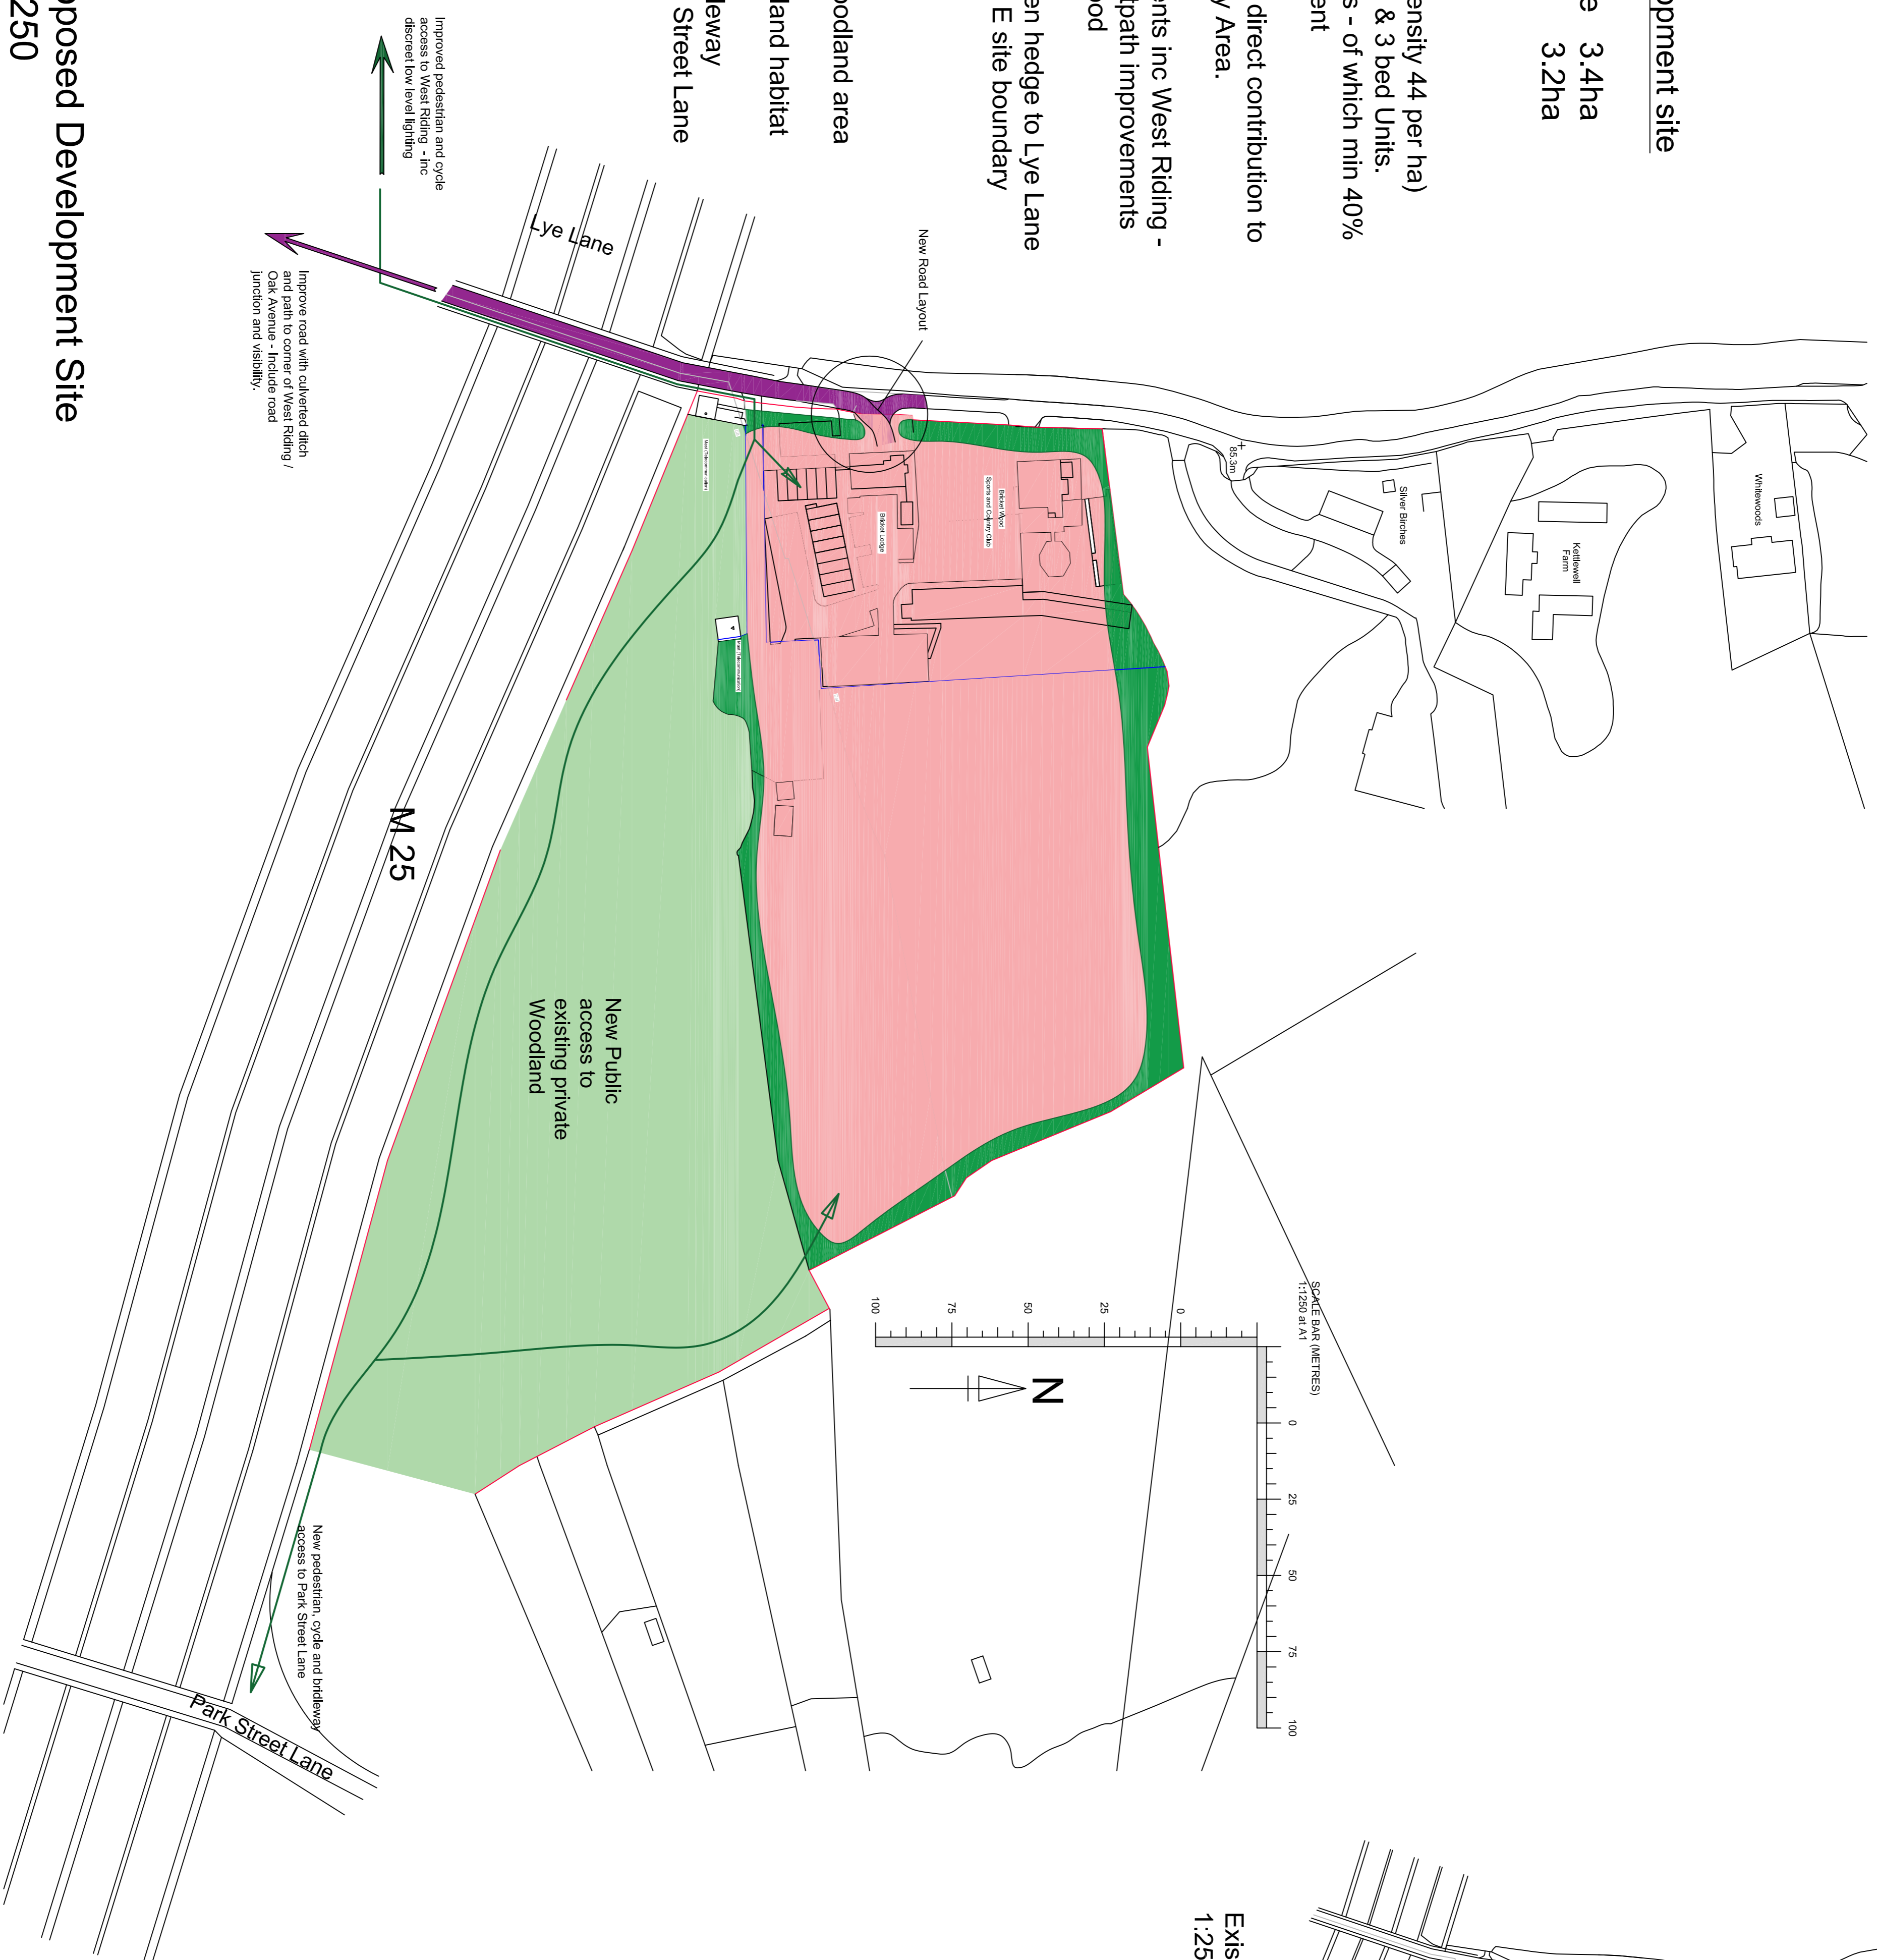 opment site
3.4ha
3.2ha
ensity 44 per ha)
& 3 bed Units.
s - of which min 40%
ent
direct contribution to
y Area.
ents inc West Riding -
tpath improvements
ood
en hedge to Lye Lane
E site boundary
oodland area
land habitat
leway
Street Lane
Improved pedestrian and cycle
access to West Riding - inc
discreet low level lighting
Improve road with culverted ditch
and path to corner of West Riding /
Oak Avenue - Include road
junction and visibility.
Lye Lane
New Road Layout
85.3m
Whitewoods
Kettlewell
Farm
Silver Birches
Bricket Wood
Sports and Country Club
Bricket Lodge
Mast (Telecommunication)
Mast (Telecommunication)
M 25
New Public
access to
existing private
Woodland
SCALE BAR (METRES)
1:1250 at A1
100
75
50
25
0
0
25
50
75
100
N
New pedestrian, cycle and bridleway
access to Park Street Lane
Park Street Lane
Exis
1:25
pposed Development Site
250